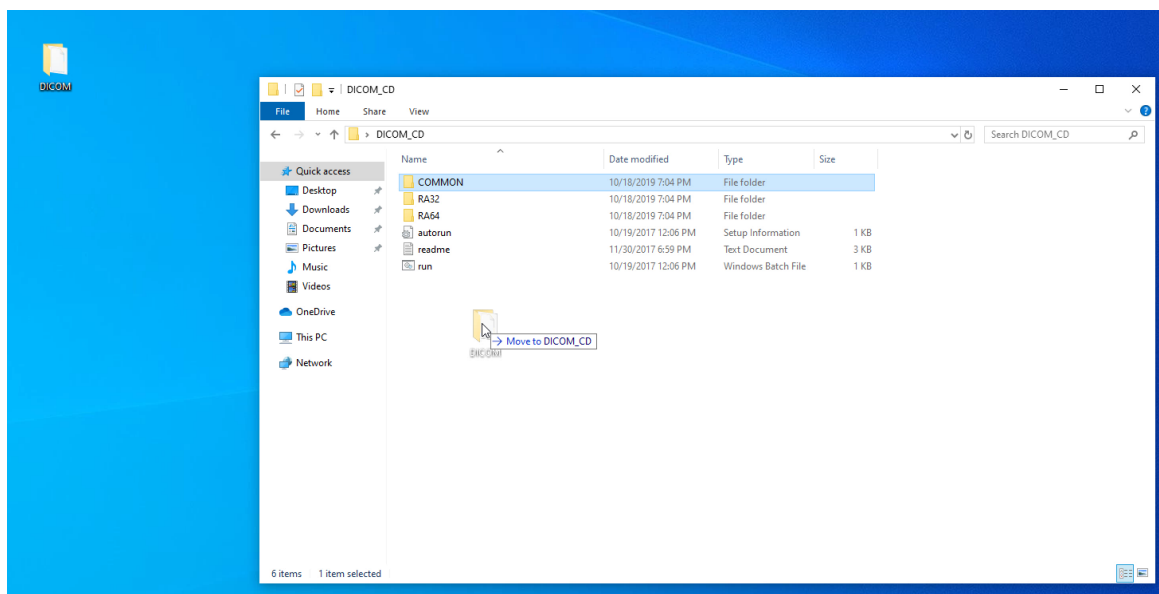 DICOM
DICOM_CD
File Home Share View
DICOM_CD
Search DICOM_CD
Name Date modified Type Size
Quick access
Desktop
Downloads
Documents
Pictures
Music
Videos
OneDrive
This PC
Network
COMMON 10/18/2019 7:04 PM File folder
RA32 10/18/2019 7:04 PM File folder
RA64 10/18/2019 7:04 PM File folder
autorun 10/19/2017 12:06 PM Setup Information 1 KB
readme 11/30/2017 6:59 PM Text Document 3 KB
run 10/19/2017 12:06 PM Windows Batch File 1 KB
→ Move to DICOM_CD
DICOM
6 items 1 item selected